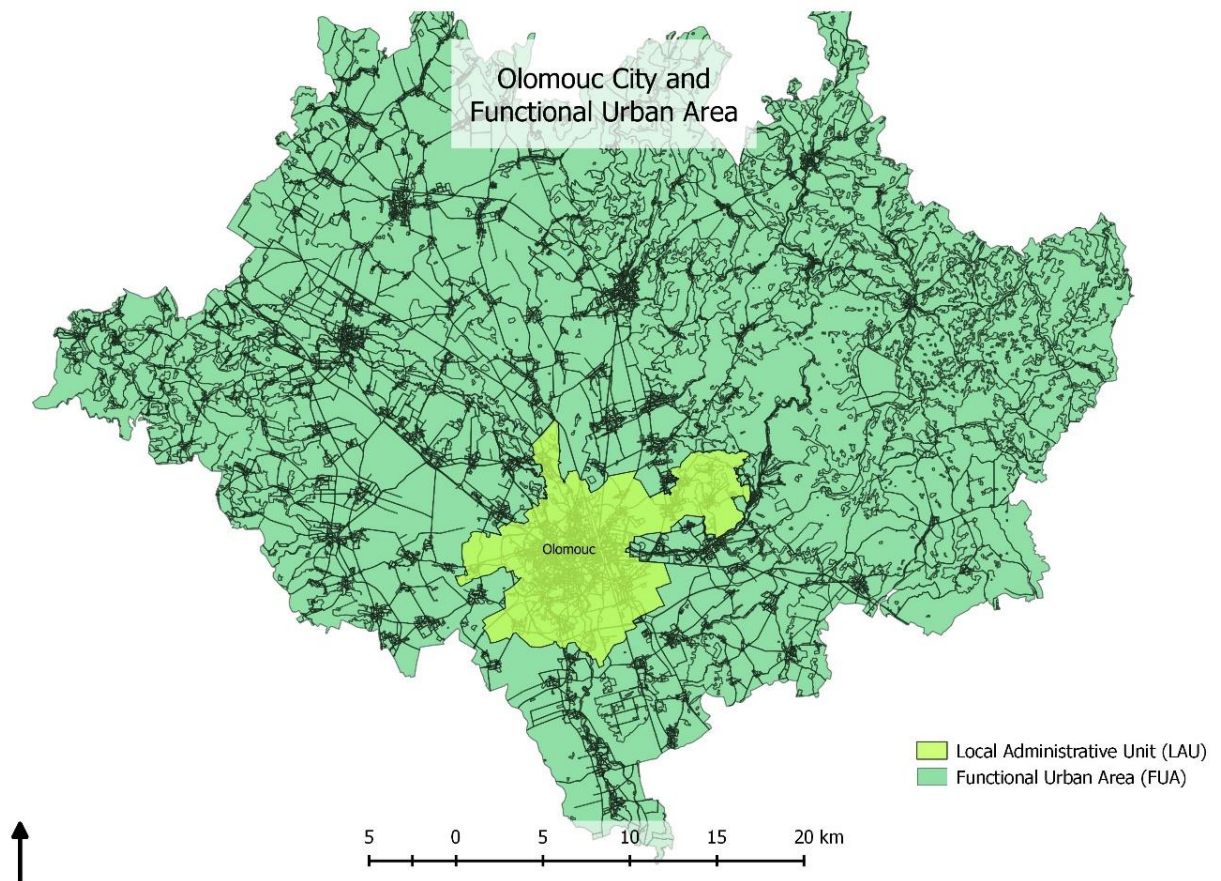 Olomouc City and
Functional Urban Area
Olomouc
Local Administrative Unit (LAU)
Functional Urban Area (FUA)
5 0 5 10 15 20 km